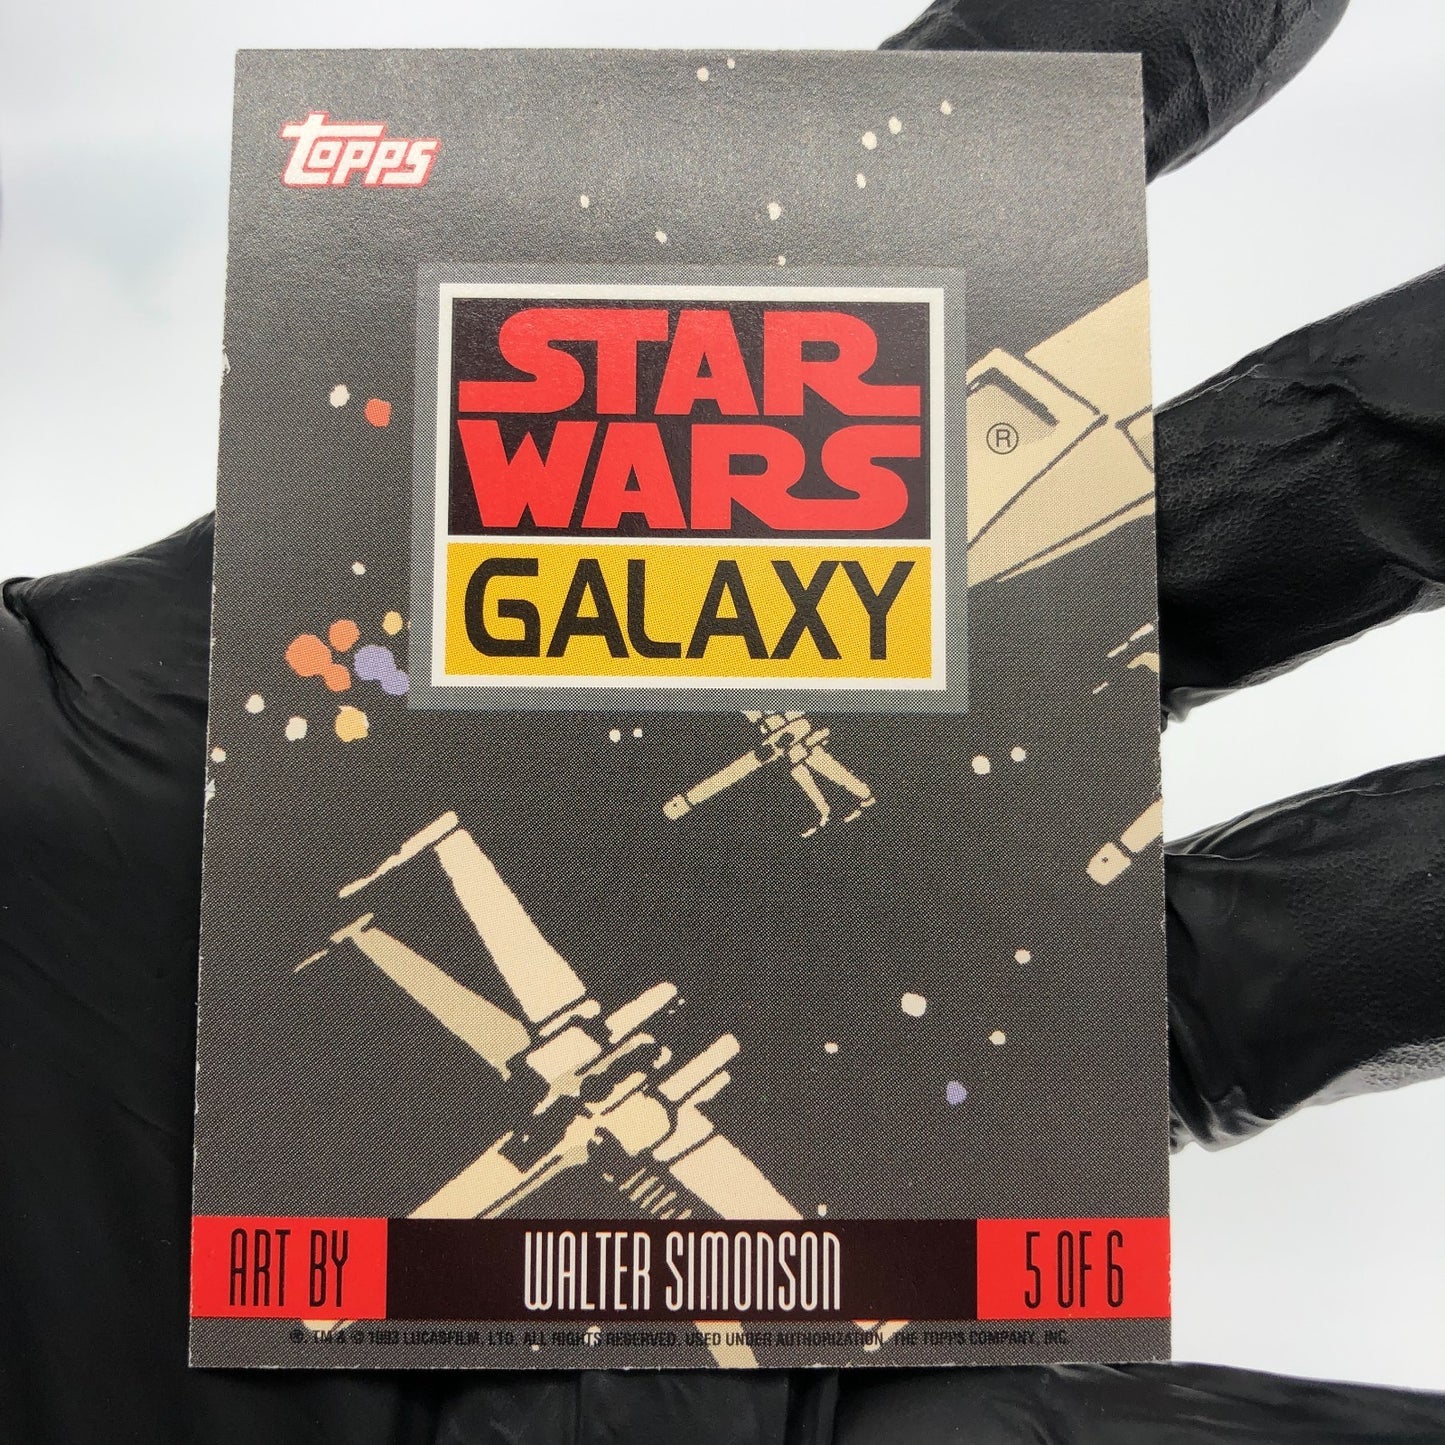 topps
STAR
WARS
®
GALAXY
ART BY WALTER SIMONSON 5 OF 6
®, TM & © 1993 LUCASFILM, LTD. ALL RIGHTS RESERVED. USED UNDER AUTHORIZATION. THE TOPPS COMPANY, INC.